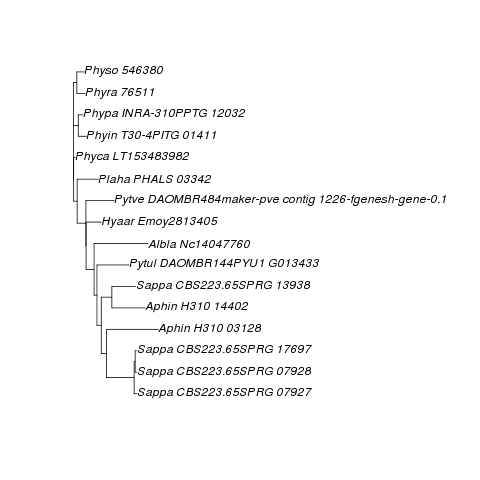 Physo 546380
Phyra 76511
Phypa INRA-310PPTG 12032
Phyin T30-4PITG 01411
Phyca LT153483982
Plaha PHALS 03342
Pytve DAOMBR484maker-pve contig 1226-fgenesh-gene-0.1
Hyaar Emoy2813405
Albla Nc14047760
Pytul DAOMBR144PYU1 G013433
Sappa CBS223.65SPRG 13938
Aphin H310 14402
Aphin H310 03128
Sappa CBS223.65SPRG 17697
Sappa CBS223.65SPRG 07928
Sappa CBS223.65SPRG 07927